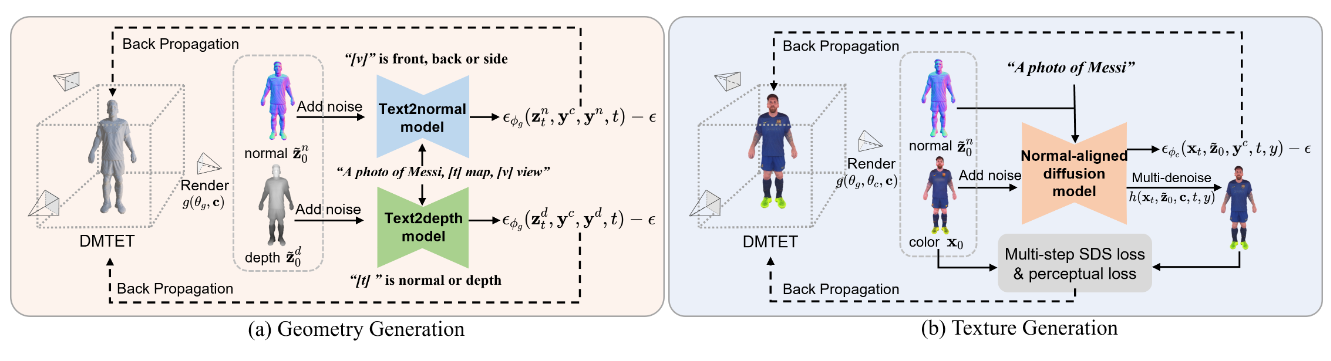 Back Propagation
"[v]" is front, back or side
Add noise
Text2normal
model
$\epsilon_{\phi_g}(\mathbf{z}_t^n, \mathbf{y}^c, \mathbf{y}^n, t) - \epsilon$
normal $\tilde{\mathbf{z}}_0^n$
Render
$g(\theta_g, \mathbf{c})$
"A photo of Messi, [t] map, [v] view"
Add noise
Text2depth
model
$\epsilon_{\phi_g}(\mathbf{z}_t^d, \mathbf{y}^c, \mathbf{y}^d, t) - \epsilon$
DMTET
depth $\tilde{\mathbf{z}}_0^d$
"[t] " is normal or depth
Back Propagation
(a) Geometry Generation
Back Propagation
"A photo of Messi"
normal $\tilde{\mathbf{z}}_0^n$
Render
$g(\theta_g, \theta_c, \mathbf{c})$
Add noise
Normal-aligned
diffusion
model
$\epsilon_{\phi_c}(\mathbf{x}_t, \tilde{\mathbf{z}}_0, \mathbf{y}^c, t, y) - \epsilon$
Multi-denoise
$h(\mathbf{x}_t, \tilde{\mathbf{z}}_0, \mathbf{c}, t, y)$
DMTET
color $\mathbf{x}_0$
Multi-step SDS loss
& perceptual loss
Back Propagation
(b) Texture Generation